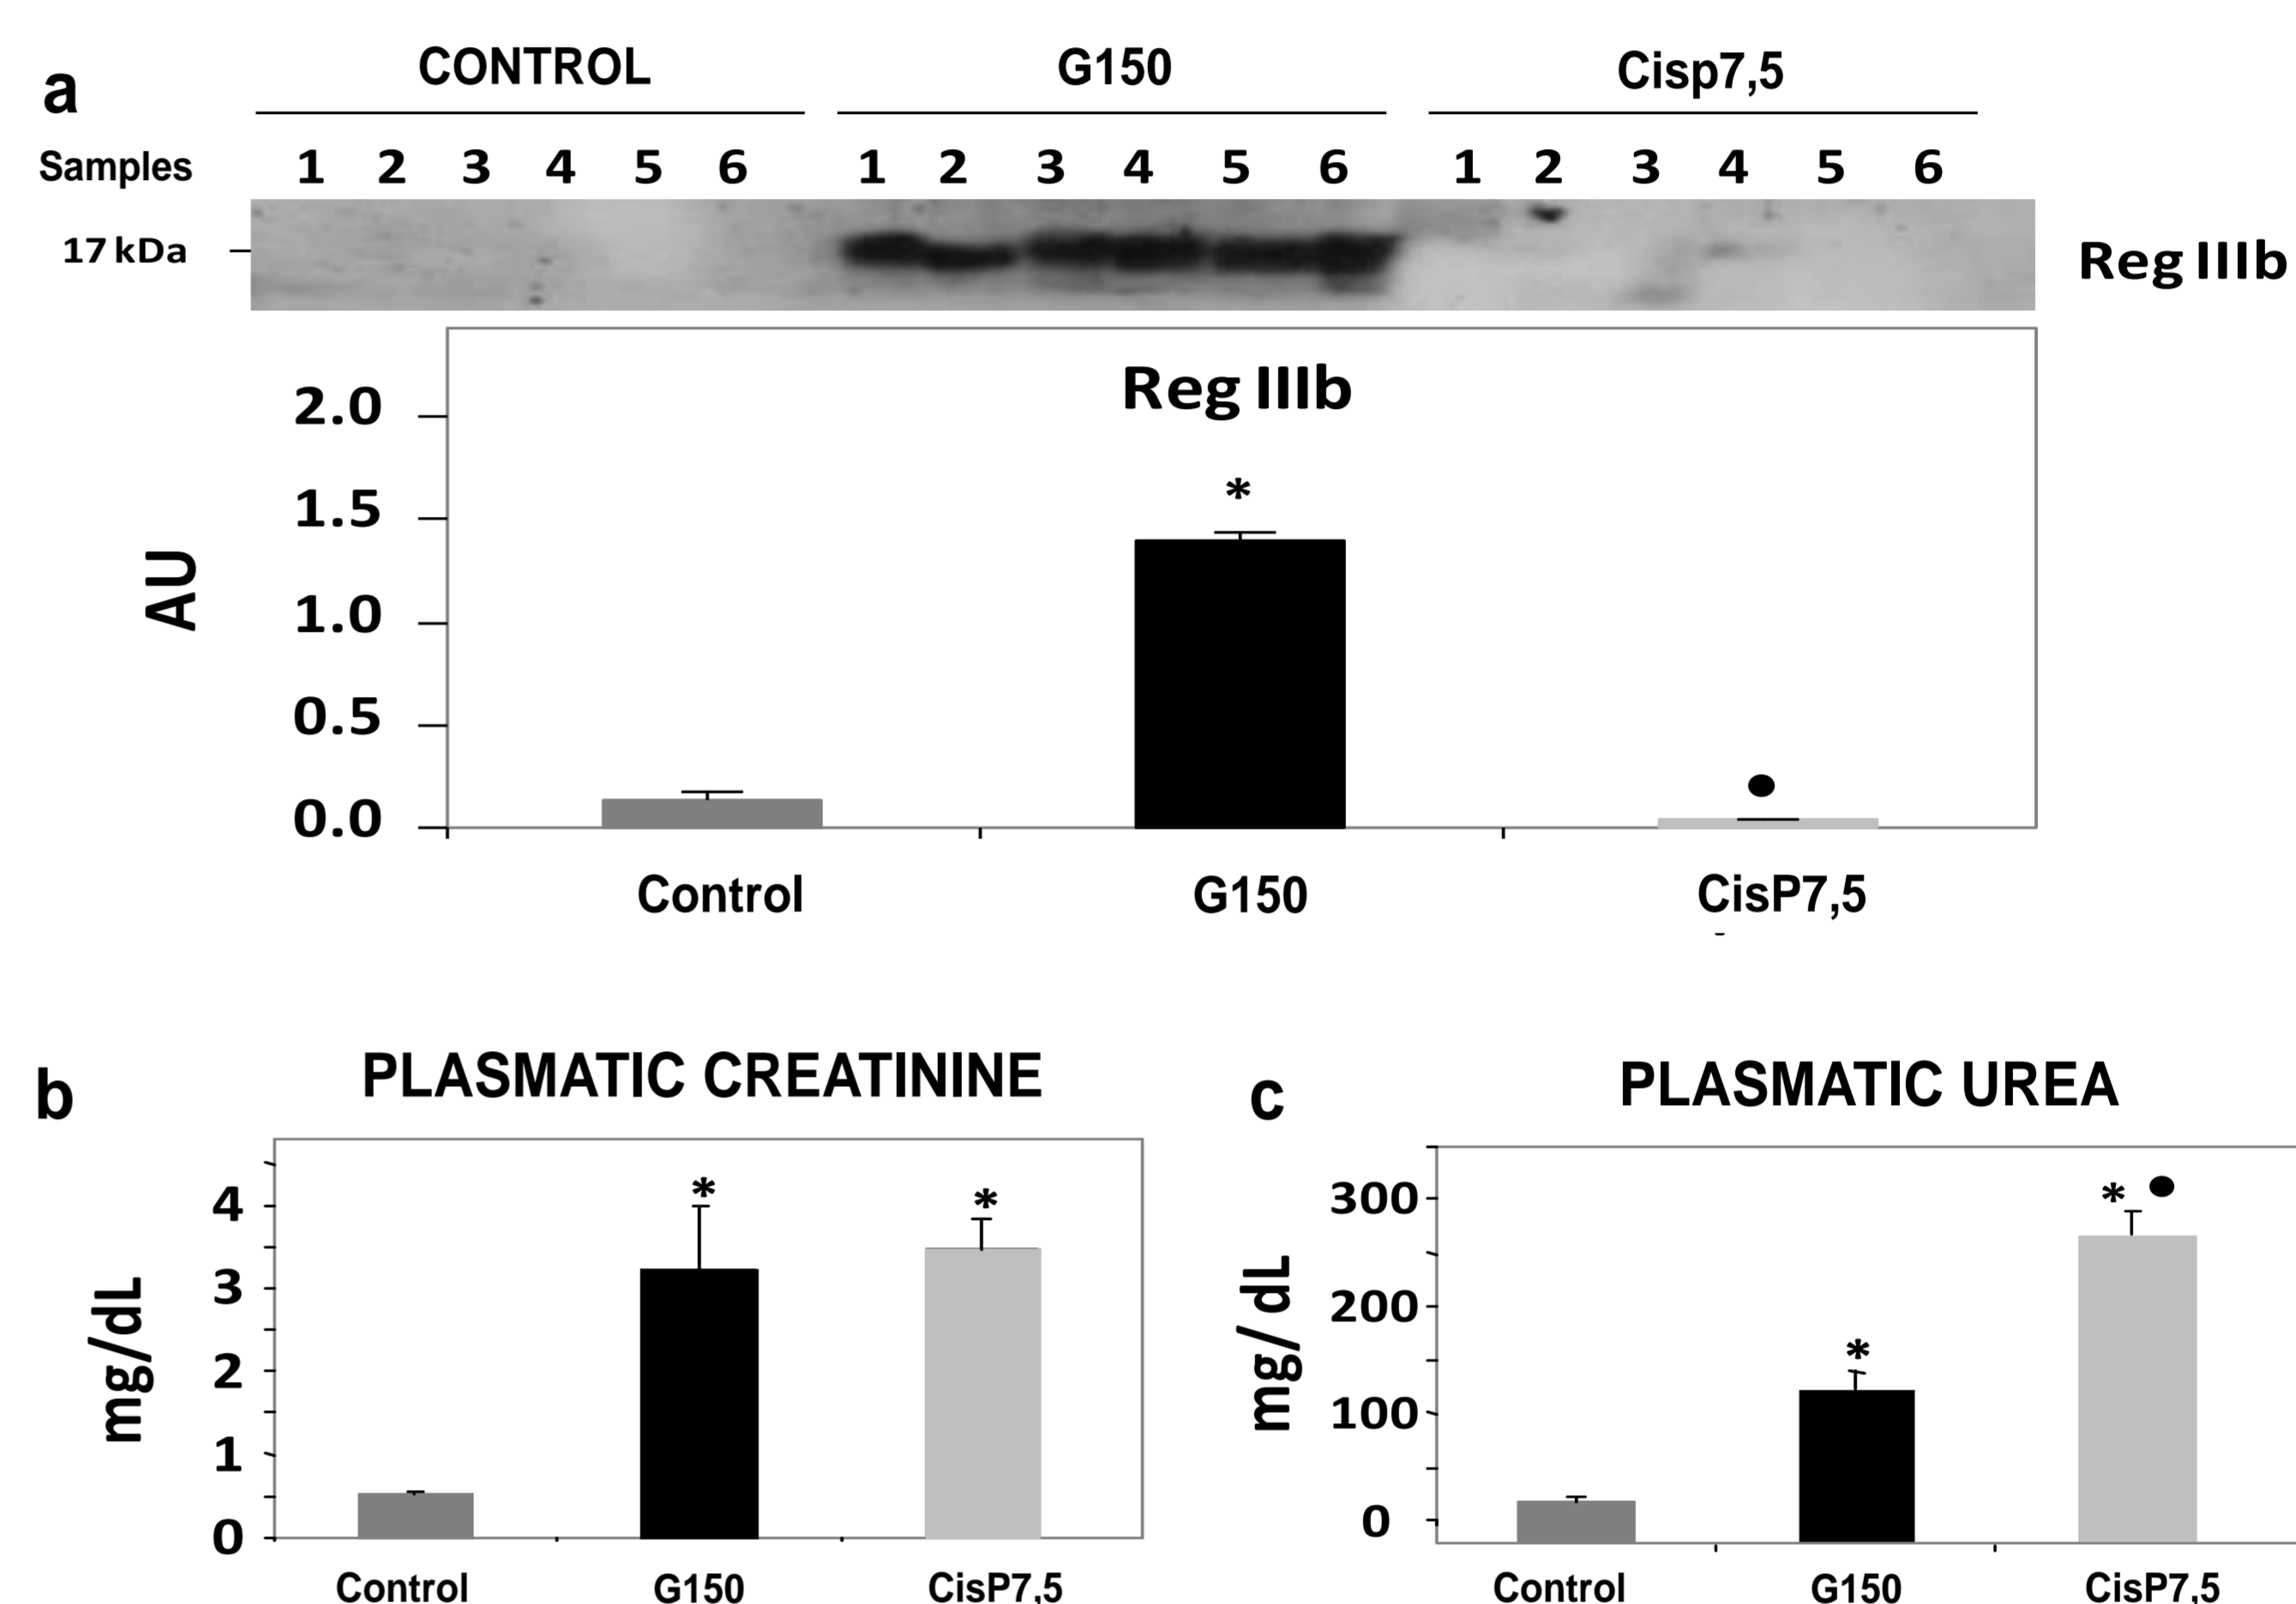 a
CONTROL G150 Cisp7,5
Samples 1 2 3 4 5 6 1 2 3 4 5 6 1 2 3 4 5 6
17 kDa
Reg IIIb
Reg IIIb
AU
2.0
*
1.5
1.0
0.5
●
0.0
Control G150 CisP7,5
b
PLASMATIC CREATININE
mg/dL
4
* *
3
2
1
0
Control G150 CisP7,5
c
PLASMATIC UREA
mg/ dL
300
* ●
200
*
100
0
Control G150 CisP7,5